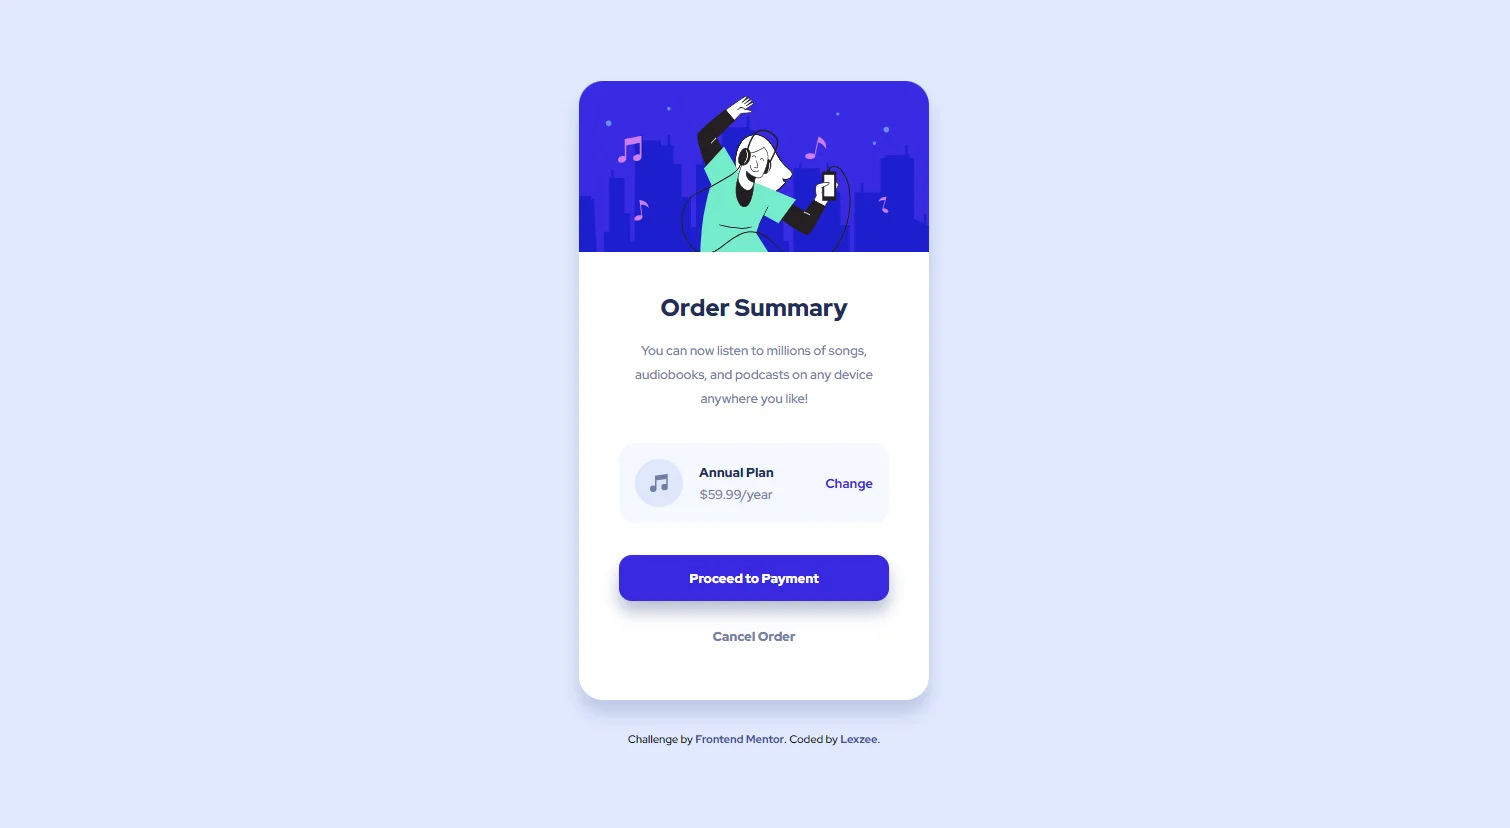 Order Summary
You can now listen to millions of songs,
audiobooks, and podcasts on any device
anywhere you like!
Annual Plan
$59.99/year
Change
Proceed to Payment
Cancel Order
Challenge by Frontend Mentor. Coded by Lexzee.